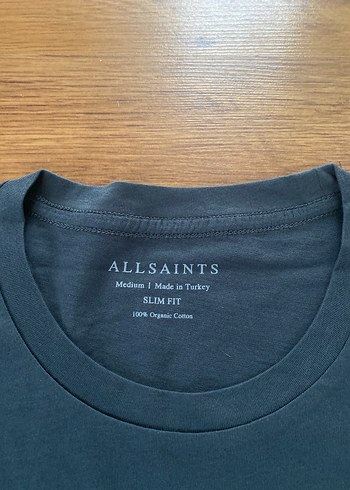 ALLSAINTS
Medium | Made in Turkey
SLIM FIT
100% Organic Cotton